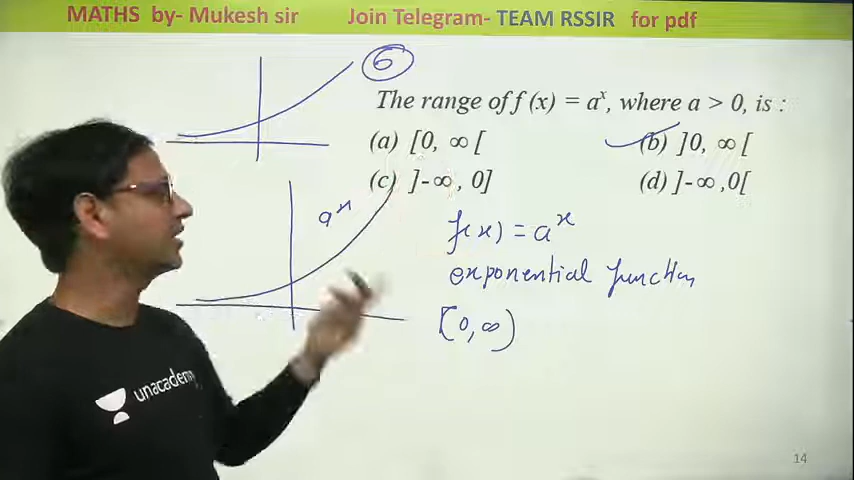 MATHS by- Mukesh sir Join Telegram- TEAM RSSIR for pdf
6
The range of f (x) = aˣ, where a > 0, is :
(a) [0, ∞[ (b) ]0, ∞[
(c) ]-∞, 0] (d) ]-∞,0[
aˣ
f(x) = aˣ
exponential function
[0, ∞)
unacademy
14